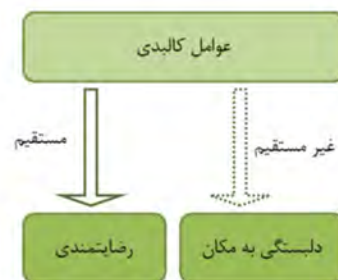 عوامل کالبدی
غیر مستقیم
مستقیم
دلبستگی به مکان
رضایتمندی